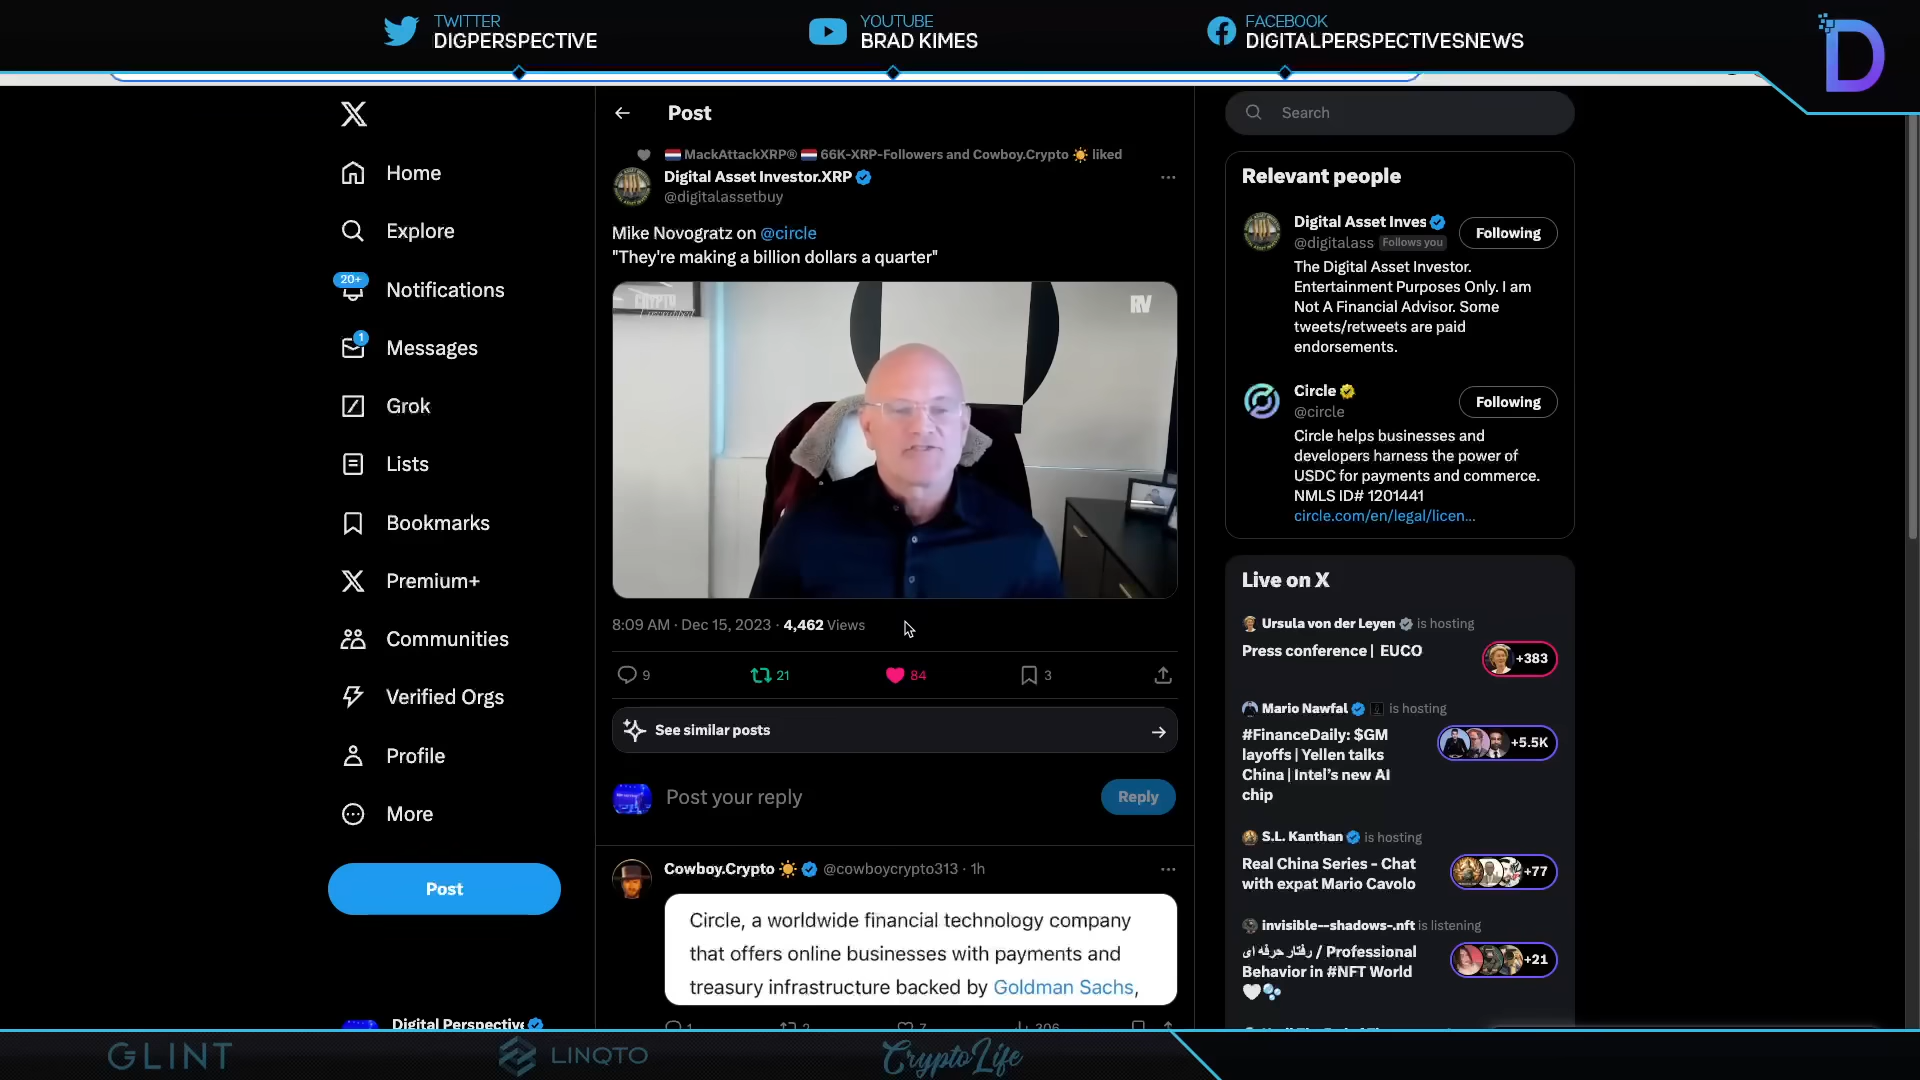 TWITTER
DIGPERSPECTIVE
YOUTUBE
BRAD KIMES
FACEBOOK
DIGITALPERSPECTIVESNEWS
D
X
Home
Explore
20+
Notifications
1
Messages
Grok
Lists
Bookmarks
Premium+
Communities
Verified Orgs
Profile
More
Post
Digital Perspective
Post
MackAttackXRP® 66K-XRP-Followers and Cowboy.Crypto liked
Digital Asset Investor.XRP
@digitalassetbuy
Mike Novogratz on @circle
"They're making a billion dollars a quarter"
CRYPTO
RV
8:09 AM · Dec 15, 2023 · 4,462 Views
9
21
84
3
See similar posts
Post your reply
Reply
Cowboy.Crypto @cowboycrypto313 · 1h
Circle, a worldwide financial technology company
that offers online businesses with payments and
treasury infrastructure backed by Goldman Sachs,
1
2
7
306
Search
Relevant people
Digital Asset Inves
@digitalass Follows you
Following
The Digital Asset Investor.
Entertainment Purposes Only. I am
Not A Financial Advisor. Some
tweets/retweets are paid
endorsements.
Circle
@circle
Following
Circle helps businesses and
developers harness the power of
USDC for payments and commerce.
NMLS ID# 1201441
circle.com/en/legal/licen...
Live on X
Ursula von der Leyen is hosting
Press conference | EUCO
+383
Mario Nawfal is hosting
#FinanceDaily: $GM
layoffs | Yellen talks
China | Intel's new AI
chip
+5.5K
S.L. Kanthan is hosting
Real China Series - Chat
with expat Mario Cavolo
+77
invisible--shadows-.nft is listening
رفتار حرفه ای / Professional
Behavior in #NFT World
+21
GLINT
LINQTO
CryptoLife